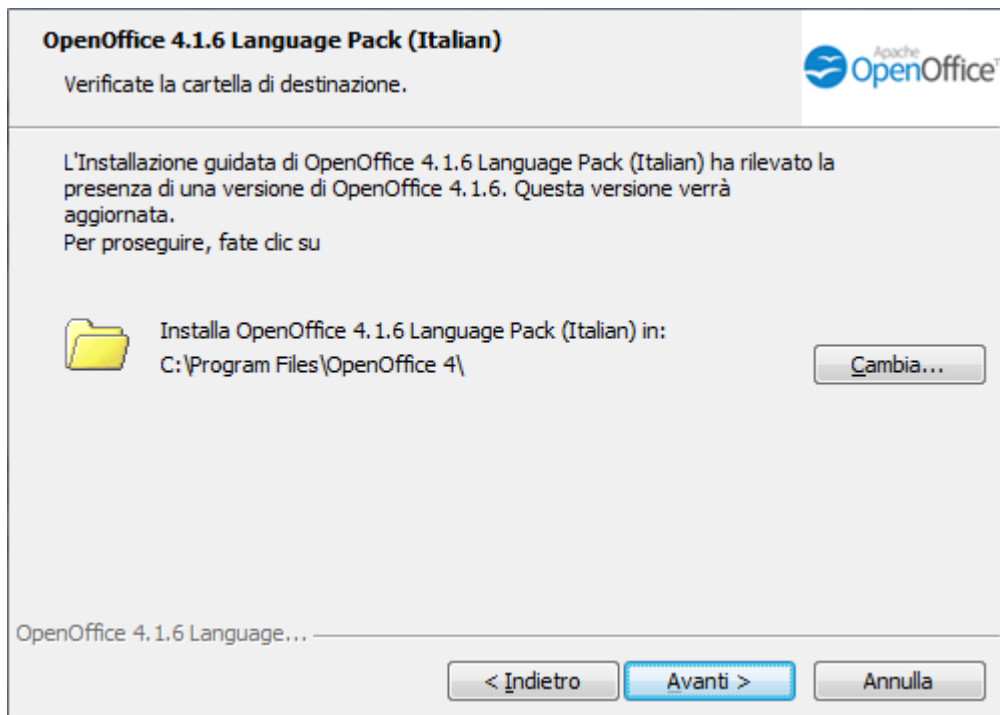 OpenOffice 4.1.6 Language Pack (Italian)
Verificate la cartella di destinazione.
Apache
OpenOffice™
L'Installazione guidata di OpenOffice 4.1.6 Language Pack (Italian) ha rilevato la
presenza di una versione di OpenOffice 4.1.6. Questa versione verrà
aggiornata.
Per proseguire, fate clic su
Installa OpenOffice 4.1.6 Language Pack (Italian) in:
C:\Program Files\OpenOffice 4\
Cambia...
OpenOffice 4.1.6 Language...
< Indietro
Avanti >
Annulla